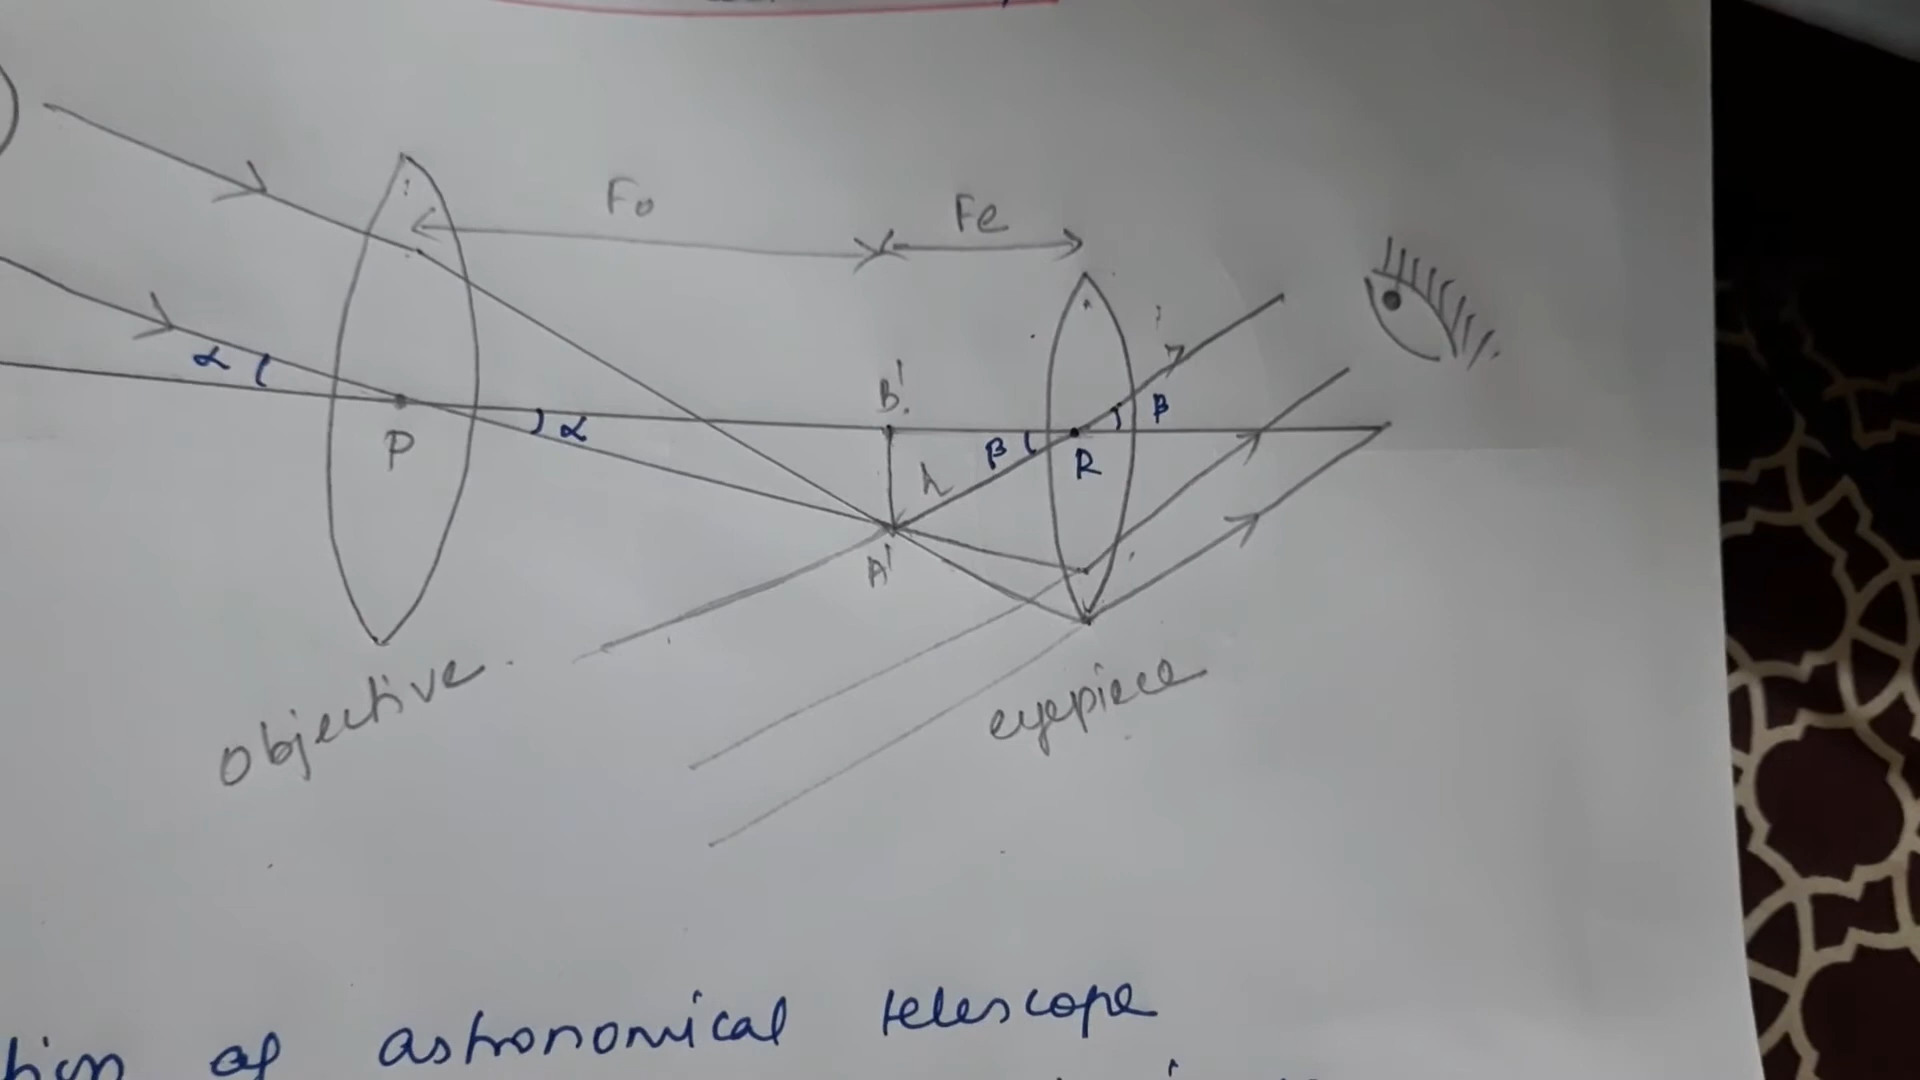 Fo
Fe
α
α
P
B'
β
β
R
h
A'
objective.
eyepiece
of astronomical telescope